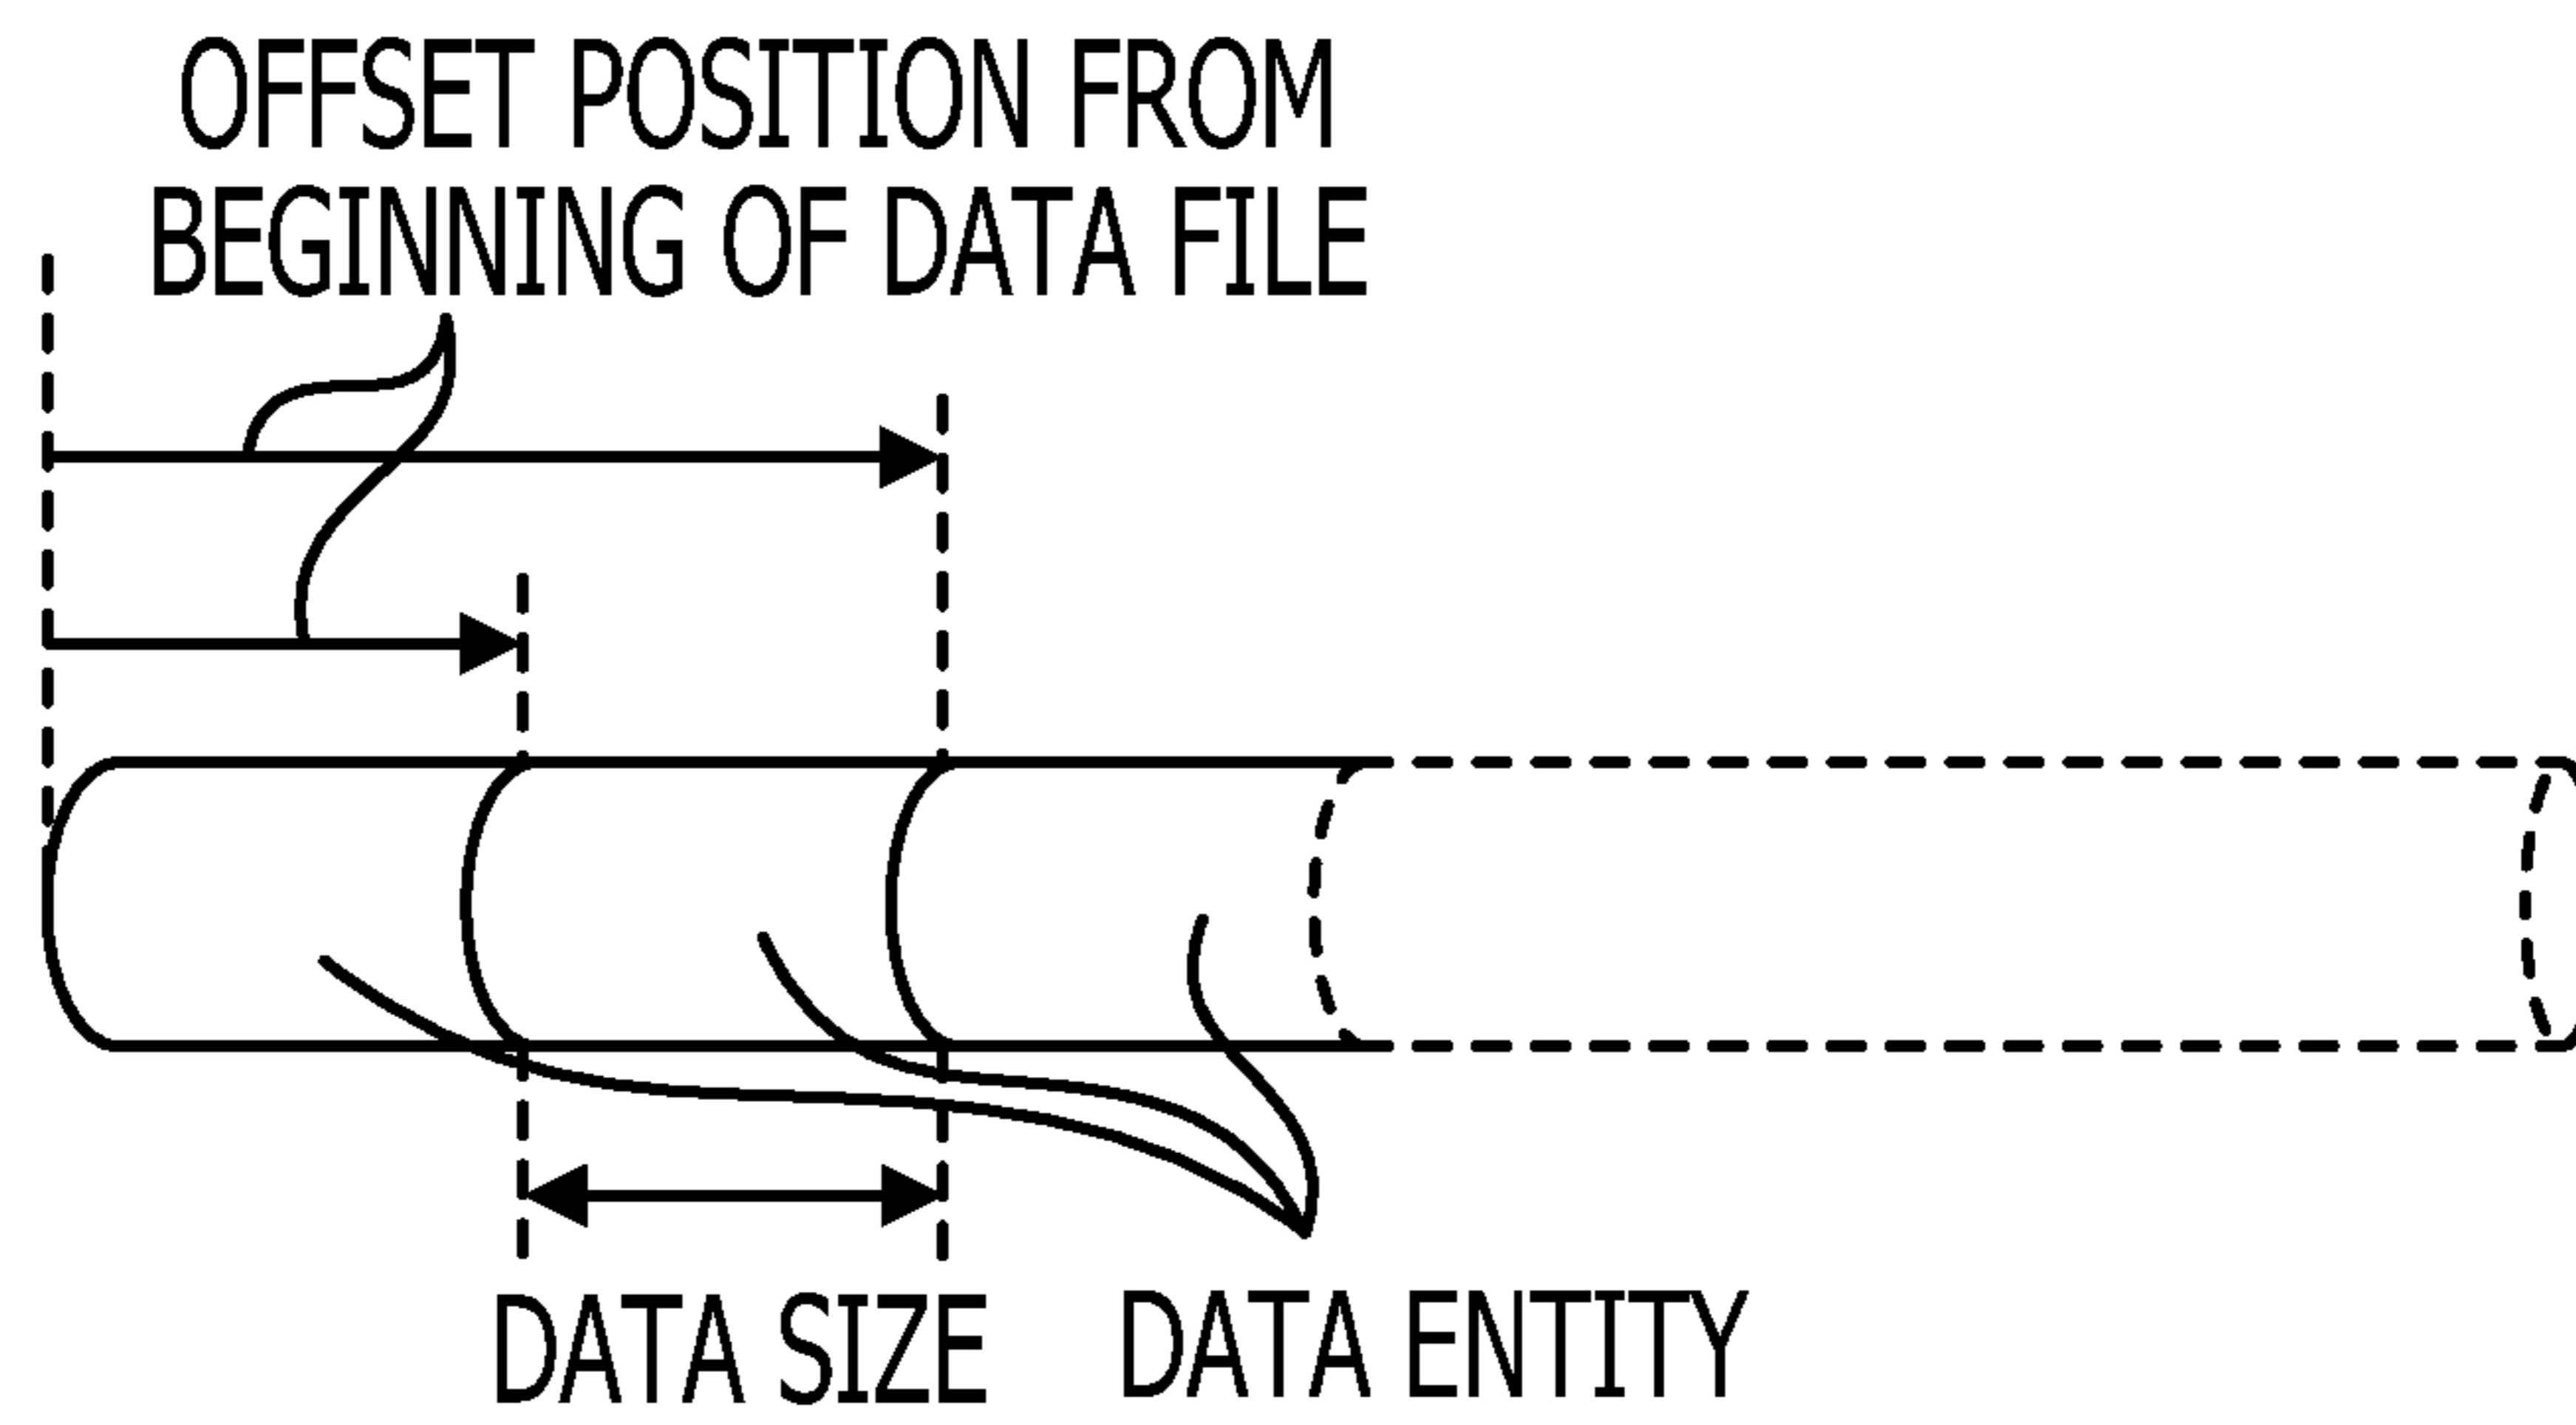 OFFSET POSITION FROM
BEGINNING OF DATA FILE
DATA SIZE
DATA ENTITY